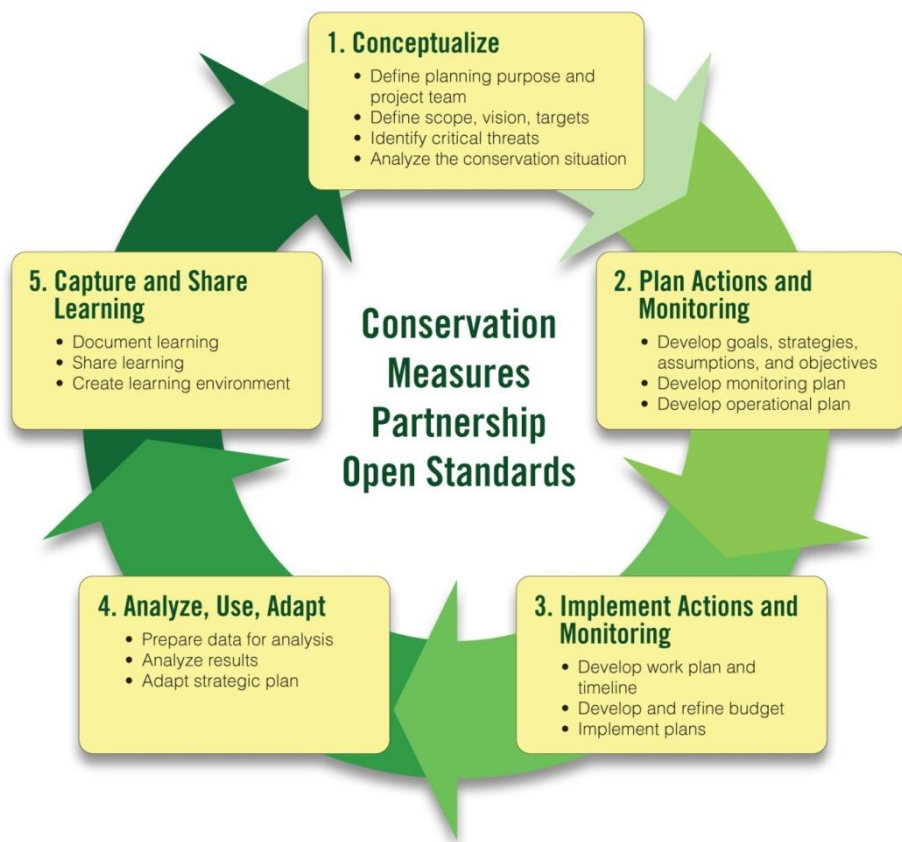 1. Conceptualize
• Define planning purpose and
project team
• Define scope, vision, targets
• Identify critical threats
• Analyze the conservation situation
2. Plan Actions and
Monitoring
• Develop goals, strategies,
assumptions, and objectives
• Develop monitoring plan
• Develop operational plan
3. Implement Actions and
Monitoring
• Develop work plan and
timeline
• Develop and refine budget
• Implement plans
4. Analyze, Use, Adapt
• Prepare data for analysis
• Analyze results
• Adapt strategic plan
5. Capture and Share
Learning
• Document learning
• Share learning
• Create learning environment
Conservation
Measures
Partnership
Open Standards